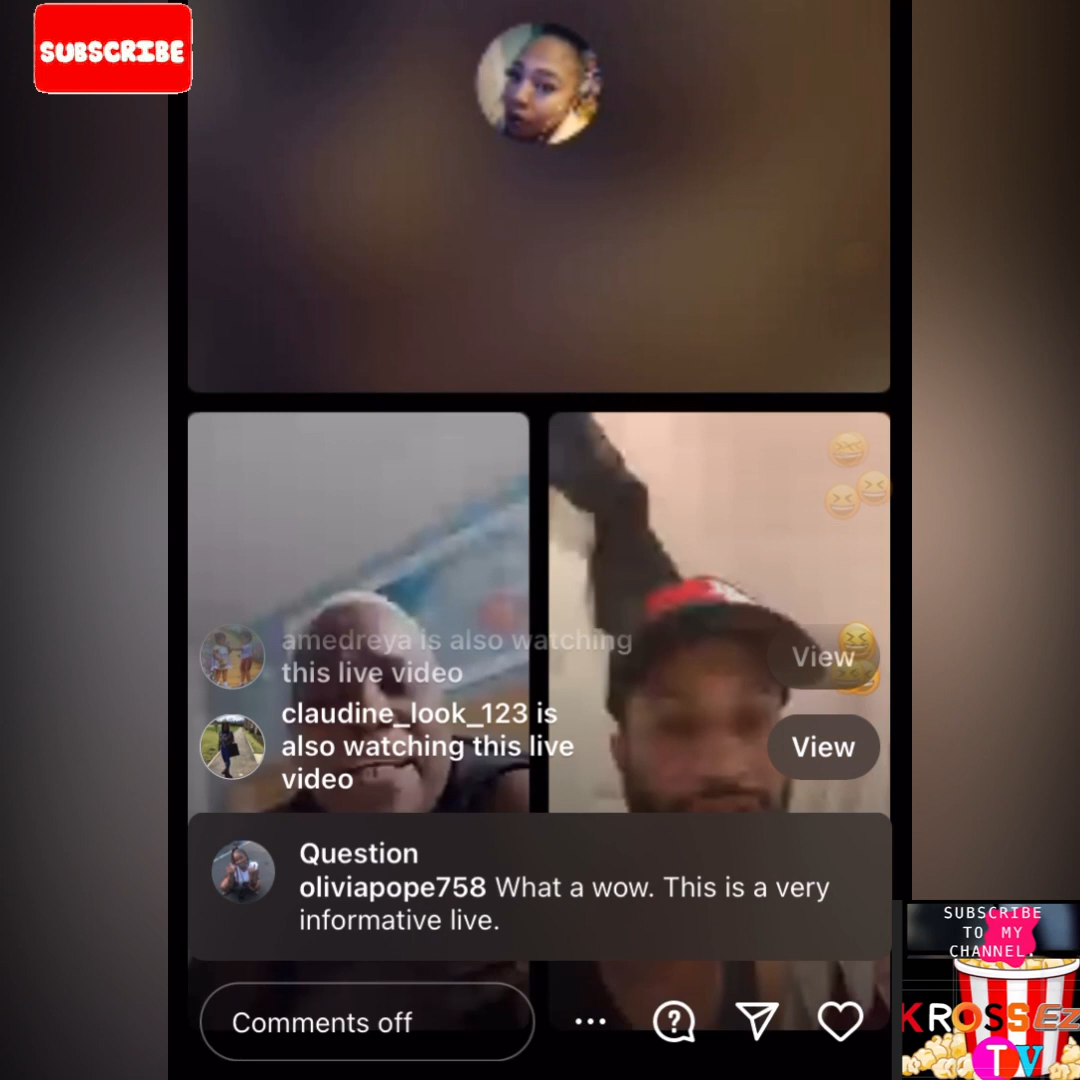 SUBSCRIBE
amedreya is also watching
this live video
View
claudine_look_123 is
also watching this live
video
View
Question
oliviapope758 What a wow. This is a very
informative live.
Comments off
SUBSCRIBE
TO MY
CHANNEL.
KROSSEz
TV